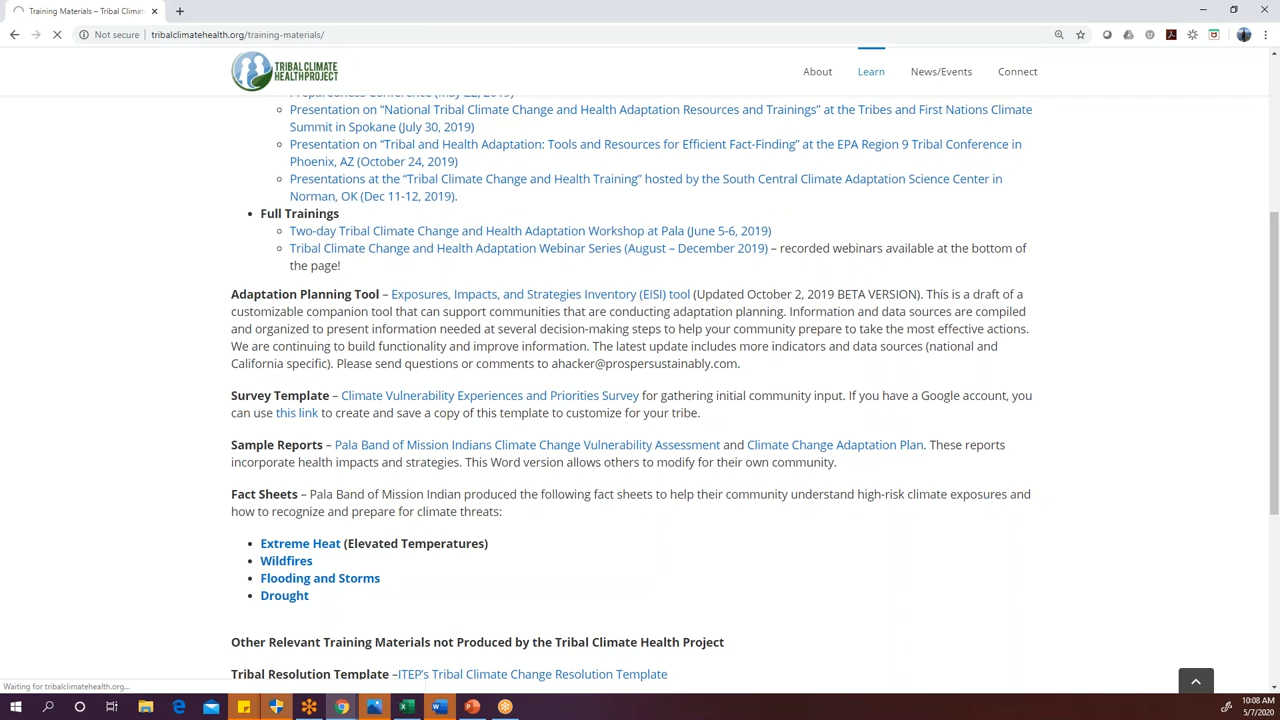 Training Materials – Tribal Clima
Not secure | tribalclimatehealth.org/training-materials/
TRIBAL CLIMATE
HEALTH PROJECT
About Learn News/Events Connect
Preparedness Conference (May 22, 2019)
Presentation on “National Tribal Climate Change and Health Adaptation Resources and Trainings” at the Tribes and First Nations Climate
Summit in Spokane (July 30, 2019)
Presentation on “Tribal and Health Adaptation: Tools and Resources for Efficient Fact-Finding” at the EPA Region 9 Tribal Conference in
Phoenix, AZ (October 24, 2019)
Presentations at the “Tribal Climate Change and Health Training” hosted by the South Central Climate Adaptation Science Center in
Norman, OK (Dec 11-12, 2019).
Full Trainings
Two-day Tribal Climate Change and Health Adaptation Workshop at Pala (June 5-6, 2019)
Tribal Climate Change and Health Adaptation Webinar Series (August – December 2019) – recorded webinars available at the bottom of
the page!
Adaptation Planning Tool – Exposures, Impacts, and Strategies Inventory (EISI) tool (Updated October 2, 2019 BETA VERSION). This is a draft of a
customizable companion tool that can support communities that are conducting adaptation planning. Information and data sources are compiled
and organized to present information needed at several decision-making steps to help your community prepare to take the most effective actions.
We are continuing to build functionality and improve information. The latest update includes more indicators and data sources (national and
California specific). Please send questions or comments to ahacker@prospersustainably.com.
Survey Template – Climate Vulnerability Experiences and Priorities Survey for gathering initial community input. If you have a Google account, you
can use this link to create and save a copy of this template to customize for your tribe.
Sample Reports – Pala Band of Mission Indians Climate Change Vulnerability Assessment and Climate Change Adaptation Plan. These reports
incorporate health impacts and strategies. This Word version allows others to modify for their own community.
Fact Sheets – Pala Band of Mission Indian produced the following fact sheets to help their community understand high-risk climate exposures and
how to recognize and prepare for climate threats:
Extreme Heat (Elevated Temperatures)
Wildfires
Flooding and Storms
Drought
Other Relevant Training Materials not Produced by the Tribal Climate Health Project
Tribal Resolution Template –ITEP’s Tribal Climate Change Resolution Template
Waiting for tribalclimatehealth.org...
10:08 AM
5/7/2020